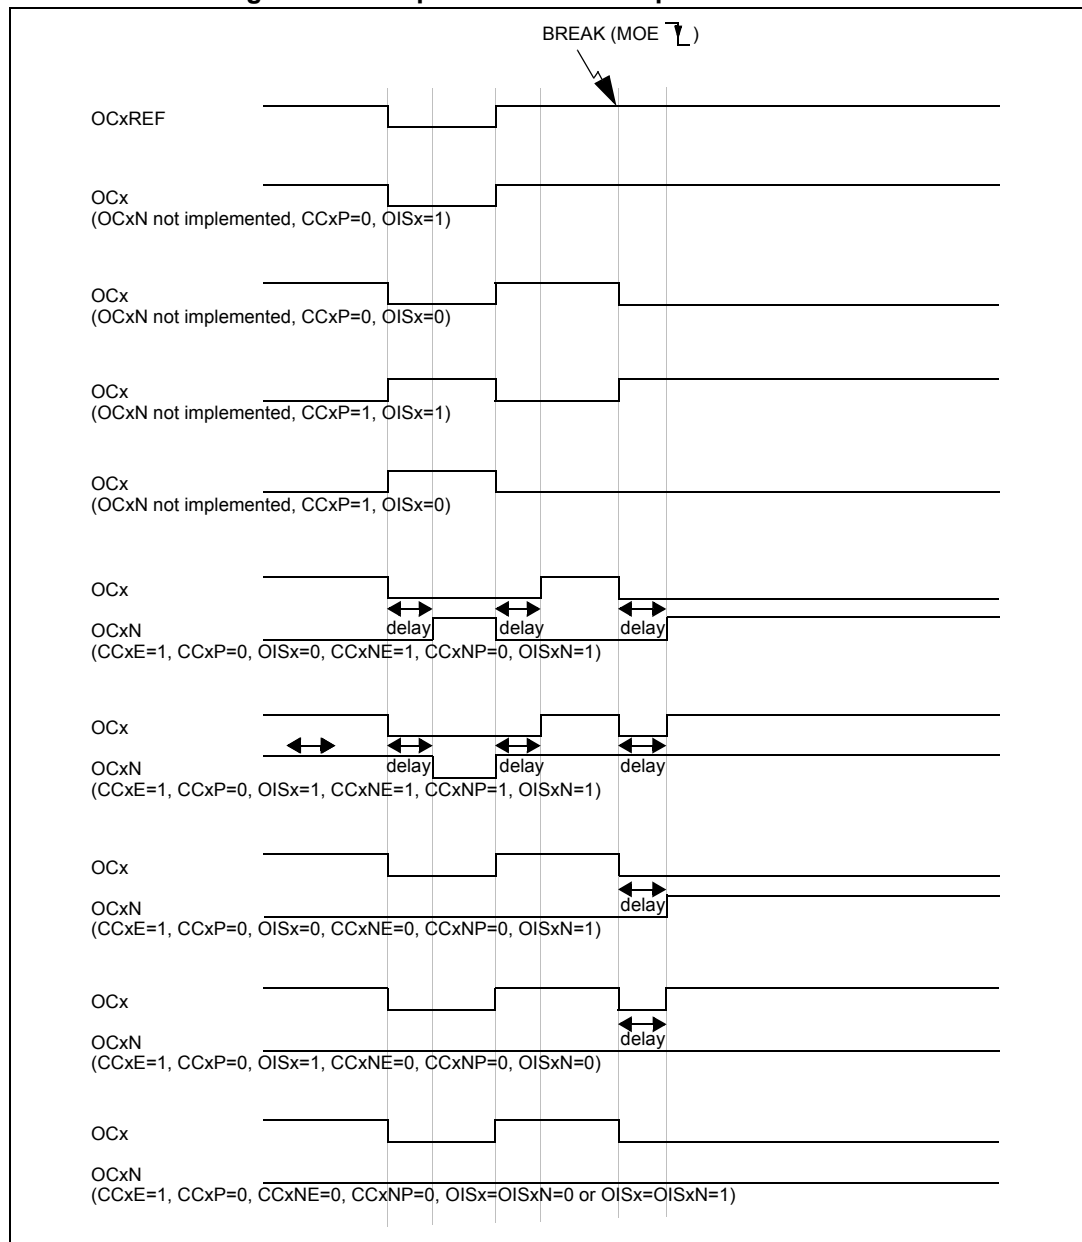 BREAK (MOE )
OCxREF
OCx
(OCxN not implemented, CCxP=0, OISx=1)
OCx
(OCxN not implemented, CCxP=0, OISx=0)
OCx
(OCxN not implemented, CCxP=1, OISx=1)
OCx
(OCxN not implemented, CCxP=1, OISx=0)
OCx
delay delay delay
OCxN
(CCxE=1, CCxP=0, OISx=0, CCxNE=1, CCxNP=0, OISxN=1)
OCx
delay delay delay
OCxN
(CCxE=1, CCxP=0, OISx=1, CCxNE=1, CCxNP=1, OISxN=1)
OCx
delay
OCxN
(CCxE=1, CCxP=0, OISx=0, CCxNE=0, CCxNP=0, OISxN=1)
OCx
delay
OCxN
(CCxE=1, CCxP=0, OISx=1, CCxNE=0, CCxNP=0, OISxN=0)
OCx
OCxN
(CCxE=1, CCxP=0, CCxNE=0, CCxNP=0, OISx=OISxN=0 or OISx=OISxN=1)